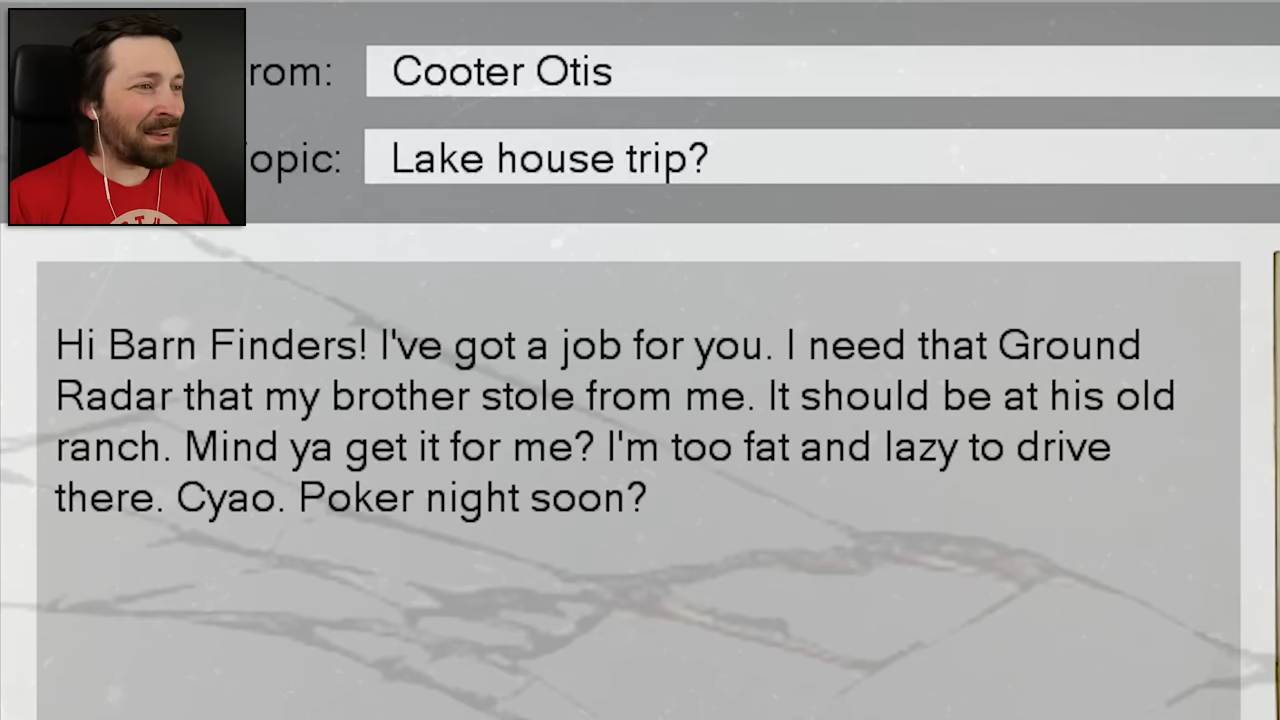 rom: Cooter Otis
opic: Lake house trip?
Hi Barn Finders! I've got a job for you. I need that Ground
Radar that my brother stole from me. It should be at his old
ranch. Mind ya get it for me? I'm too fat and lazy to drive
there. Cyao. Poker night soon?